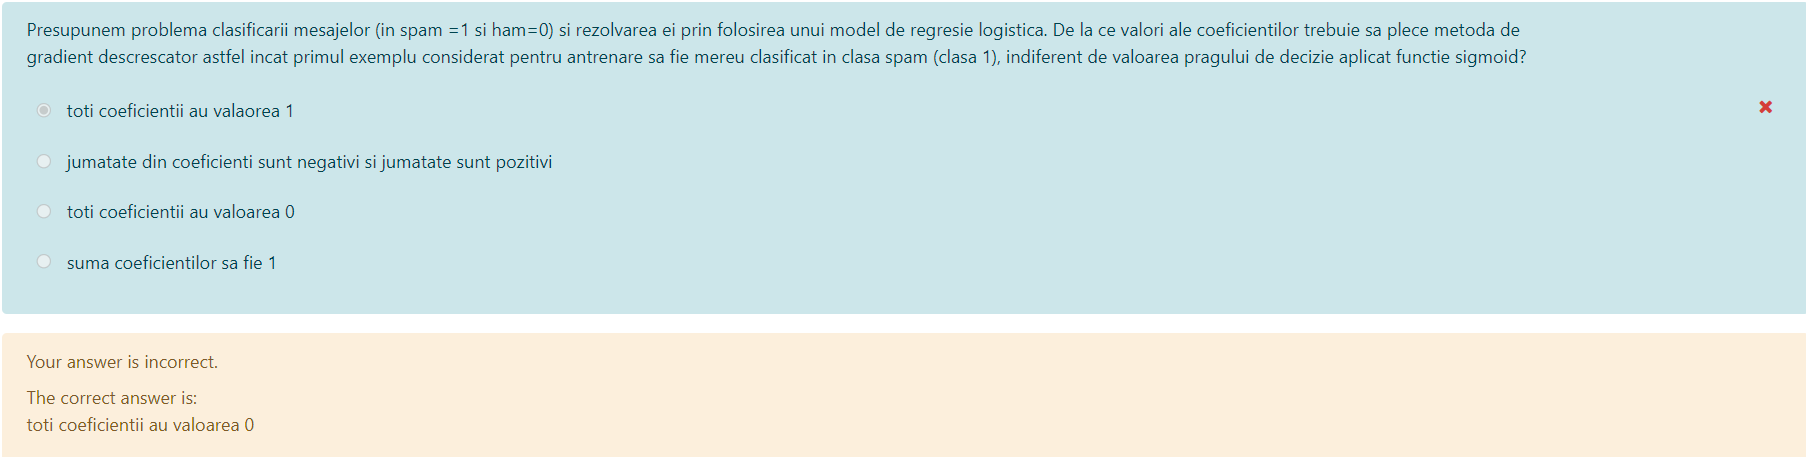 Presupunem problema clasificarii mesajelor (in spam =1 si ham=0) si rezolvarea ei prin folosirea unui model de regresie logistica. De la ce valori ale coeficientilor trebuie sa plece metoda de
gradient descrescator astfel incat primul exemplu considerat pentru antrenare sa fie mereu clasificat in clasa spam (clasa 1), indiferent de valoarea pragului de decizie aplicat functie sigmoid?
toti coeficientii au valaorea 1
jumatate din coeficienti sunt negativi si jumatate sunt pozitivi
toti coeficientii au valoarea 0
suma coeficientilor sa fie 1
Your answer is incorrect.
The correct answer is:
toti coeficientii au valoarea 0